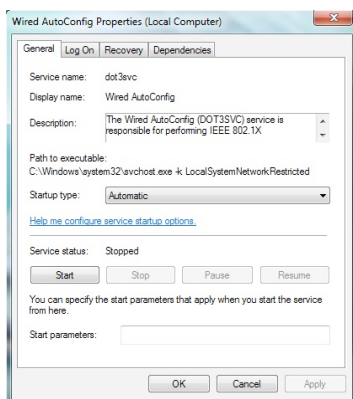 Wired AutoConfig Properties (Local Computer)
General Log On Recovery Dependencies
Service name: dot3svc
Display name: Wired AutoConfig
Description: The Wired AutoConfig (DOT3SVC) service is
responsible for performing IEEE 802.1X
Path to executable:
C:\Windows\system32\svchost.exe -k LocalSystemNetworkRestricted
Startup type: Automatic
Help me configure service startup options.
Service status: Stopped
Start Stop Pause Resume
You can specify the start parameters that apply when you start the service
from here.
Start parameters:
OK Cancel Apply